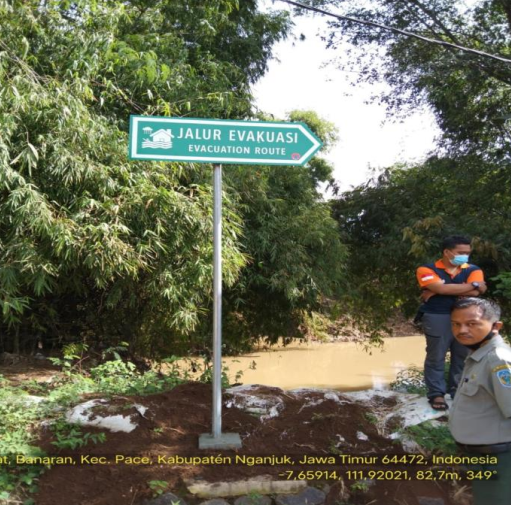 JALUR EVAKUASI
EVACUATION ROUTE
at, Banaran, Kec. Pace, Kabupaten Nganjuk, Jawa Timur 64472, Indonesia
-7,65914, 111,92021, 82,7m, 349°